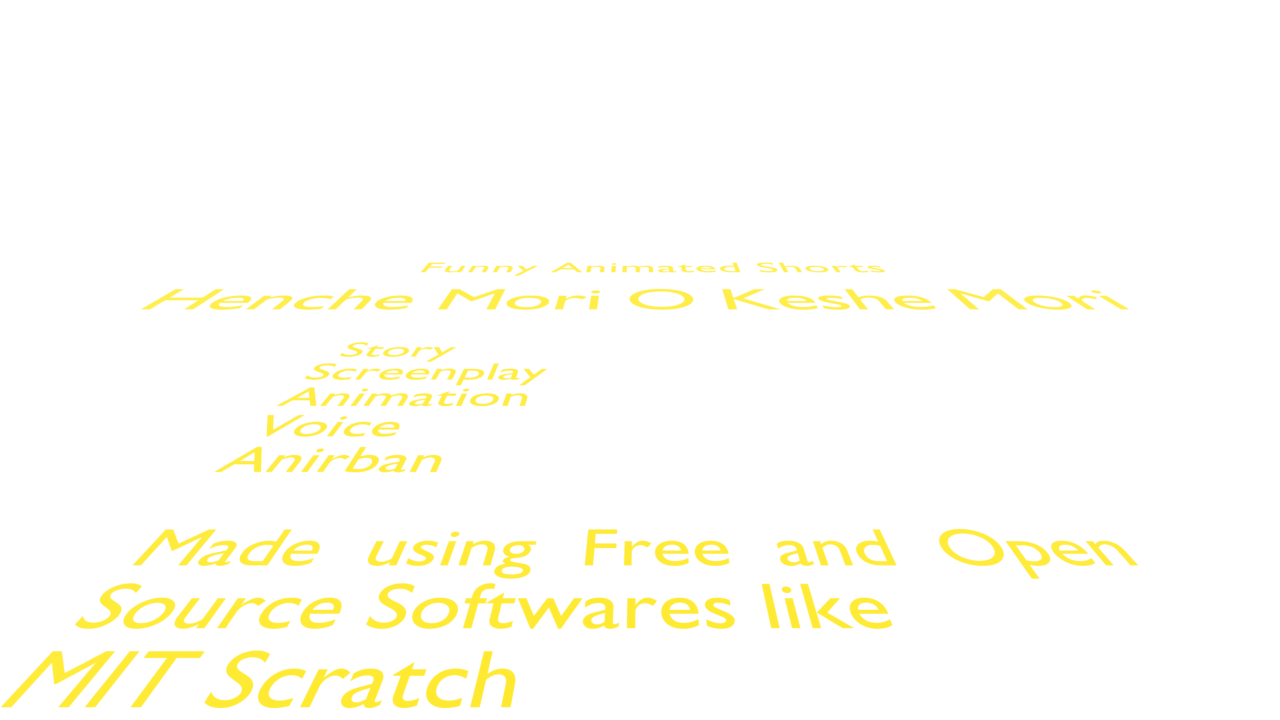 Funny Animated Shorts
Henche Mori O Keshe Mori
Story
Screenplay
Animation
Voice
Anirban
Made using Free and Open
Source Softwares like
MIT Scratch